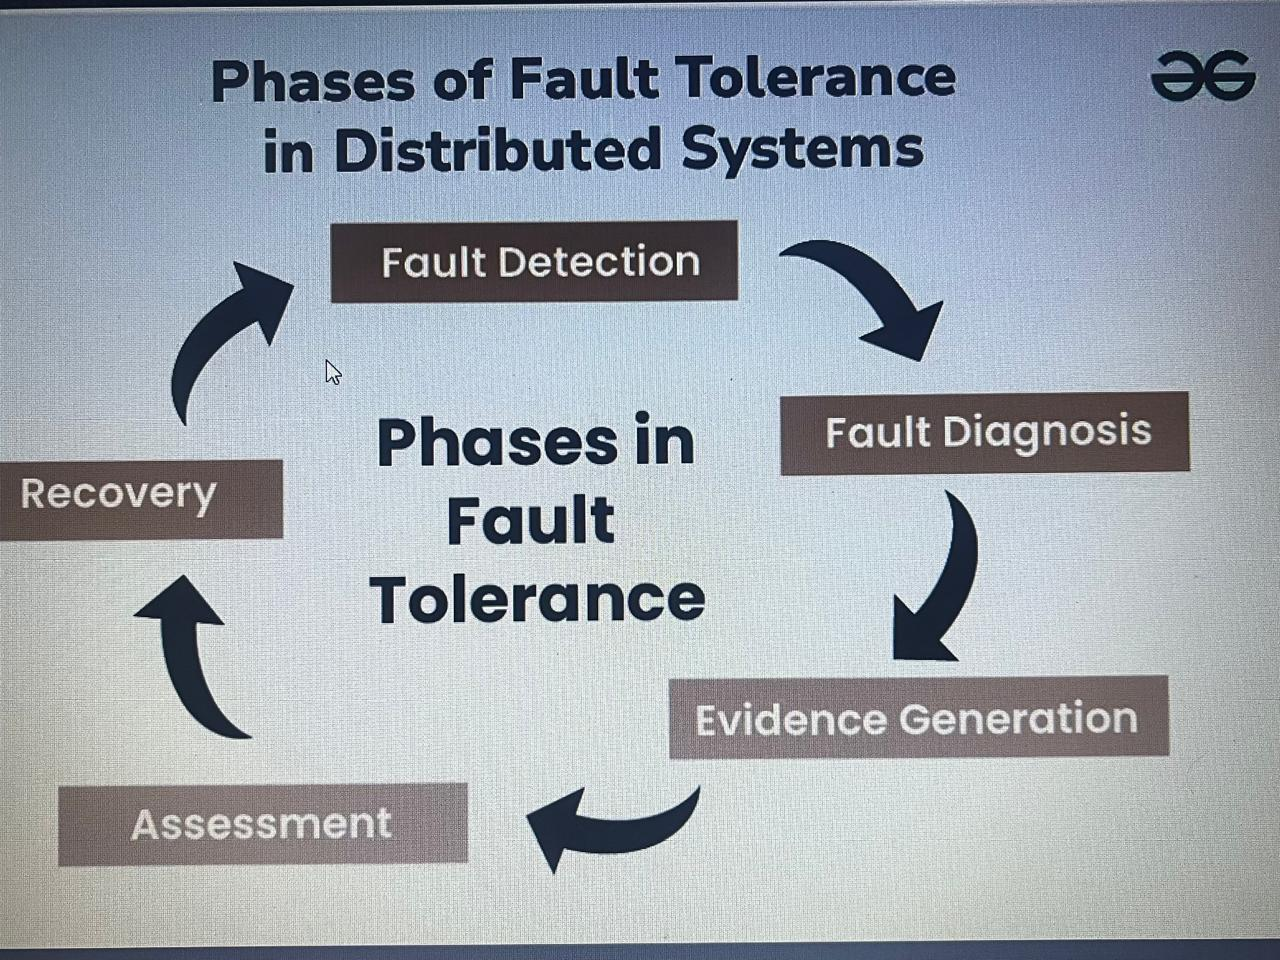 Phases of Fault Tolerance
in Distributed Systems
Fault Detection
Fault Diagnosis
Phases in
Fault
Tolerance
Recovery
Evidence Generation
Assessment